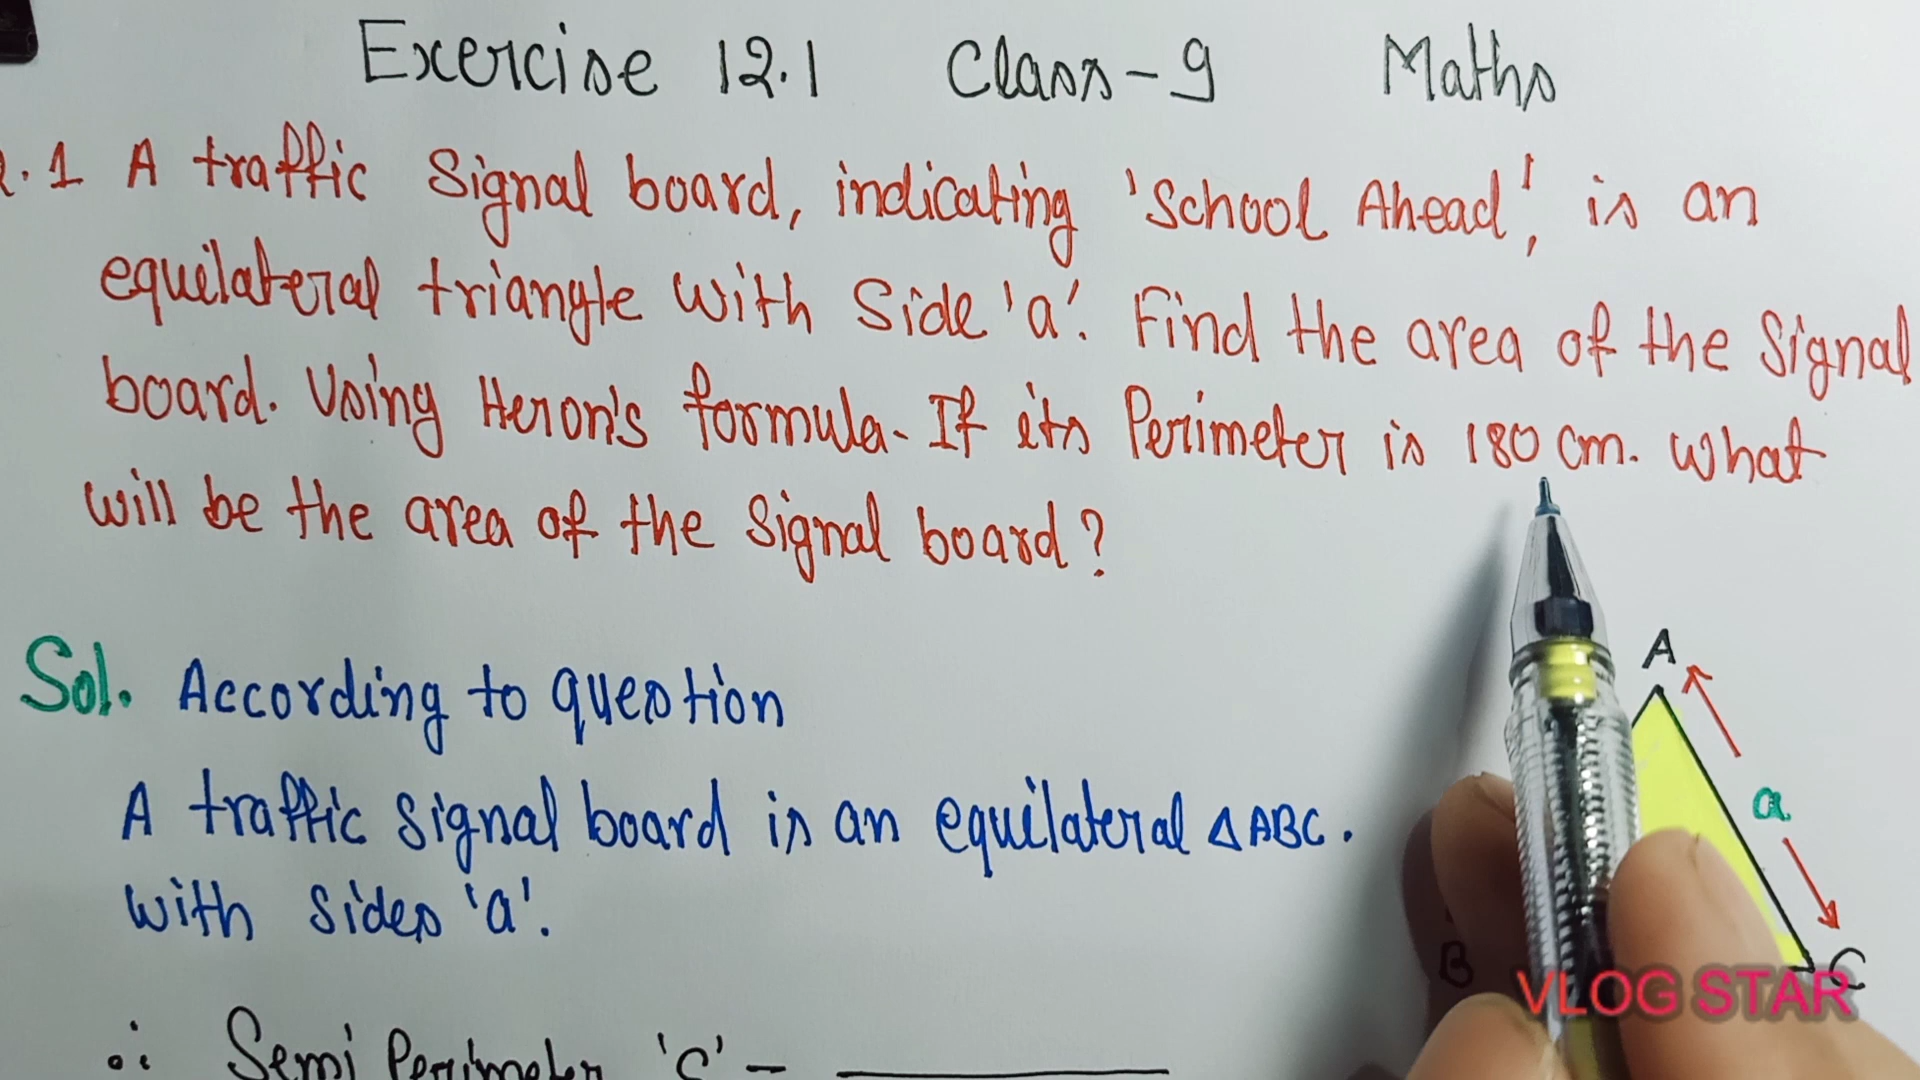 Exercise 12.1 Class-9 Maths
.1 A traffic Signal board, indicating 'School Ahead', is an
equilateral triangle with Side 'a'. Find the area of the Signal
board. Using Heron's formula. If its Perimeter is 180 cm. What
will be the area of the Signal board?
Sol. According to question
A traffic signal board is an equilateral △ABC.
with sides 'a'.
A
a
B
C
VLOG STAR
∴ Semi Perimeter 'S' =